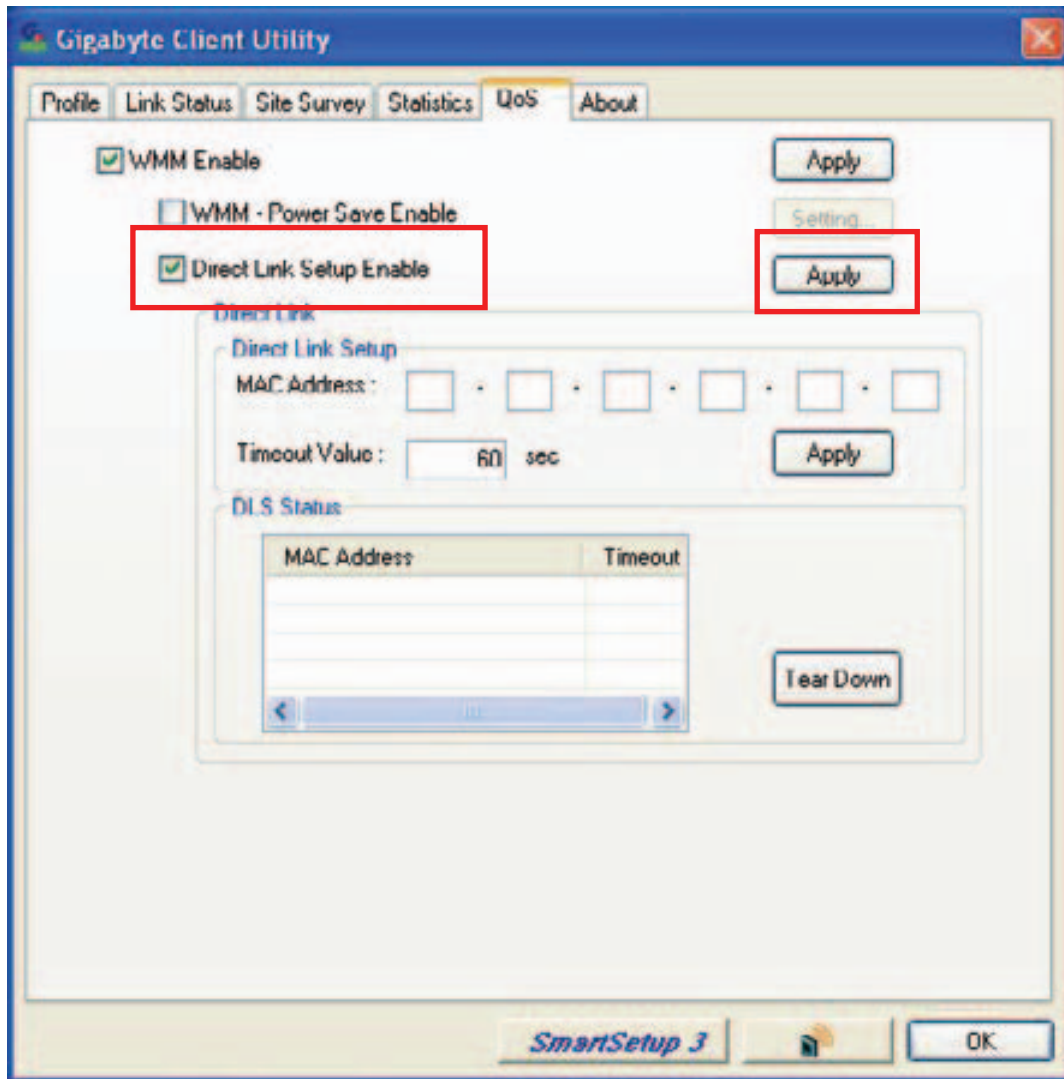 Gigabyte Client Utility
Profile Link Status Site Survey Statistics QoS About
WMM Enable Apply
WMM - Power Save Enable Setting...
Direct Link Setup Enable Apply
Direct Link
Direct Link Setup
MAC Address : - - - - -
Timeout Value : 60 sec Apply
DLS Status
MAC Address Timeout
Tear Down
SmartSetup 3 OK